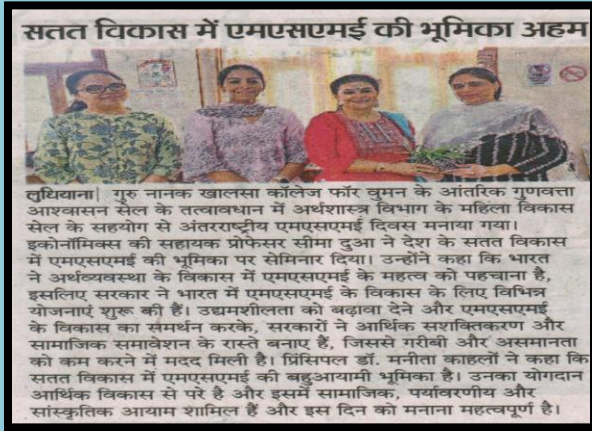 सतत विकास में एमएसएमई की भूमिका अहम
लुधियाना| गुरु नानक खालसा कॉलेज फॉर वुमन के आंतरिक गुणवत्ता
आश्वासन सेल के तत्वावधान में अर्थशास्त्र विभाग के महिला विकास
सेल के सहयोग से अंतरराष्ट्रीय एमएसएमई दिवस मनाया गया।
इकोनॉमिक्स की सहायक प्रोफेसर सीमा दुआ ने देश के सतत विकास
में एमएसएमई की भूमिका पर सेमिनार दिया। उन्होंने कहा कि भारत
ने अर्थव्यवस्था के विकास में एमएसएमई के महत्व को पहचाना है,
इसलिए सरकार ने भारत में एमएसएमई के विकास के लिए विभिन्न
योजनाएं शुरू की हैं। उद्यमशीलता को बढ़ावा देने और एमएसएमई
के विकास का समर्थन करके, सरकारों ने आर्थिक सशक्तिकरण और
सामाजिक समावेशन के रास्ते बनाए हैं, जिससे गरीबी और असमानता
को कम करने में मदद मिली है। प्रिंसिपल डॉ. मनीता काहलों ने कहा कि
सतत विकास में एमएसएमई की बहुआयामी भूमिका है। उनका योगदान
आर्थिक विकास से परे है और इसमें सामाजिक, पर्यावरणीय और
सांस्कृतिक आयाम शामिल हैं और इस दिन को मनाना महत्वपूर्ण है।